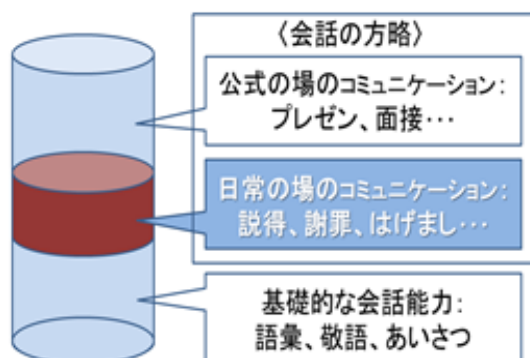 〈会話の方略〉
公式の場のコミュニケーション：
プレゼン、面接･･･
日常の場のコミュニケーション：
説得、謝罪、はげまし･･･
基礎的な会話能力：
語彙、敬語、あいさつ